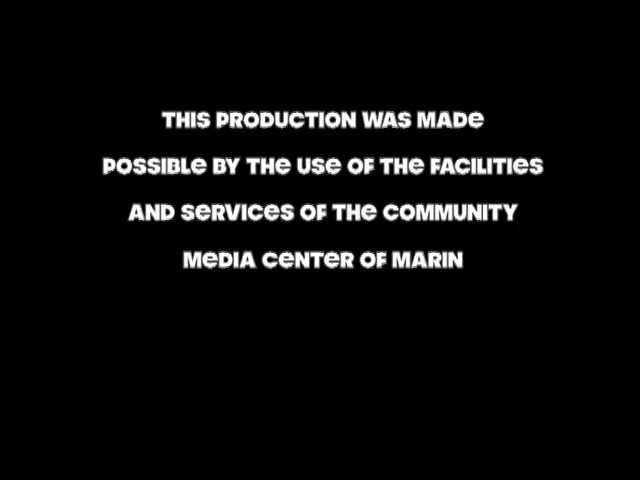 THIS PRODUCTION WAS MADe
POSSIBLe BY THe USe OF THe FACILITIeS
AND SeRVICeS OF THe COMMUNITY
MeDIA CeNTeR OF MARIN